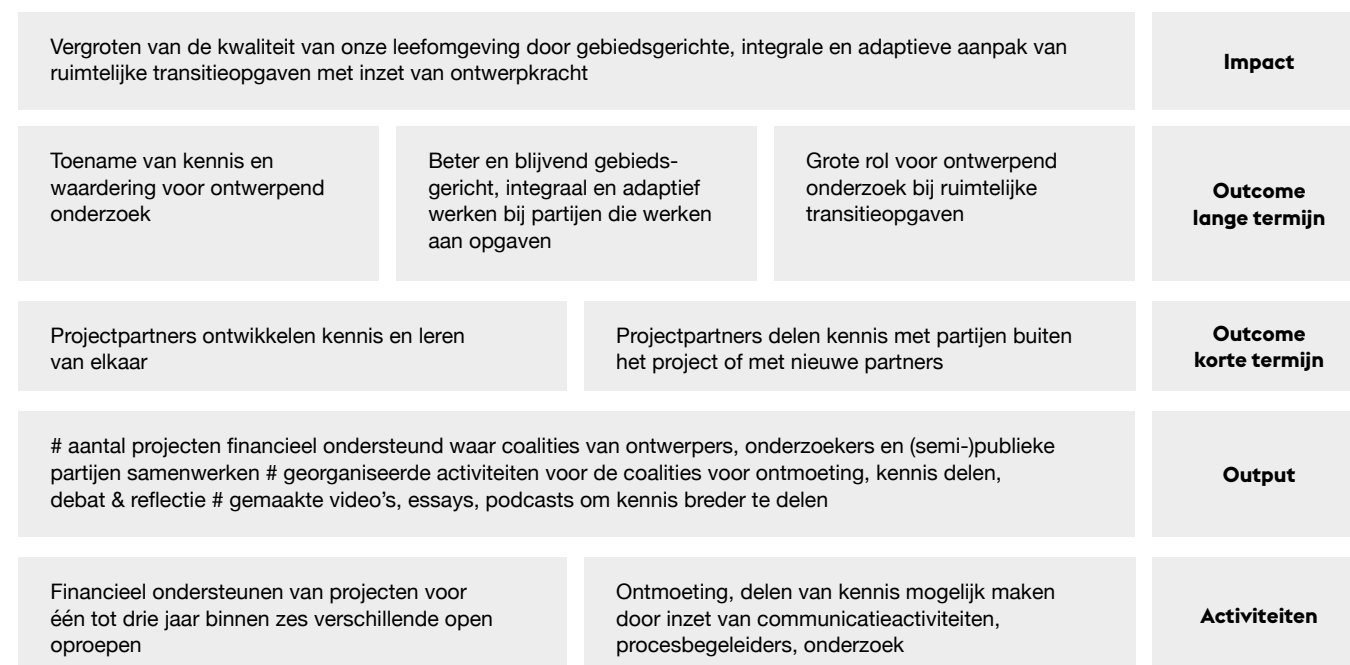 Vergroten van de kwaliteit van onze leefomgeving door gebiedsgerichte, integrale en adaptieve aanpak van
ruimtelijke transitieopgaven met inzet van ontwerpkracht
Impact
Toename van kennis en
waardering voor ontwerpend
onderzoek
Beter en blijvend gebieds-
gericht, integraal en adaptief
werken bij partijen die werken
aan opgaven
Grote rol voor ontwerpend
onderzoek bij ruimtelijke
transitieopgaven
Outcome
lange termijn
Projectpartners ontwikkelen kennis en leren
van elkaar
Projectpartners delen kennis met partijen buiten
het project of met nieuwe partners
Outcome
korte termijn
# aantal projecten financieel ondersteund waar coalities van ontwerpers, onderzoekers en (semi-)publieke
partijen samenwerken # georganiseerde activiteiten voor de coalities voor ontmoeting, kennis delen,
debat & reflectie # gemaakte video's, essays, podcasts om kennis breder te delen
Output
Financieel ondersteunen van projecten voor
één tot drie jaar binnen zes verschillende open
oproepen
Ontmoeting, delen van kennis mogelijk maken
door inzet van communicatieactiviteiten,
procesbegeleiders, onderzoek
Activiteiten